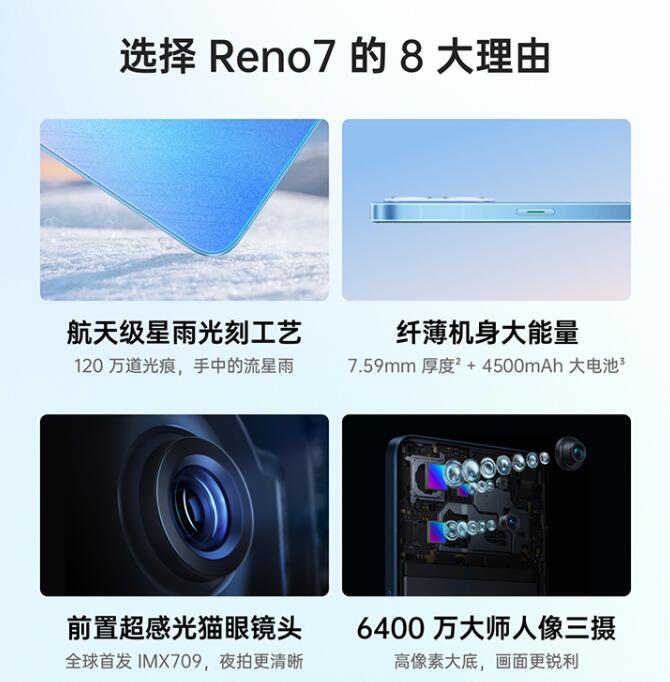 选择 Reno7 的 8 大理由
航天级星雨光刻工艺
120 万道光痕，手中的流星雨
纤薄机身大能量
7.59mm 厚度² + 4500mAh 大电池³
前置超感光猫眼镜头
全球首发 IMX709，夜拍更清晰
6400 万大师人像三摄
高像素大底，画面更锐利